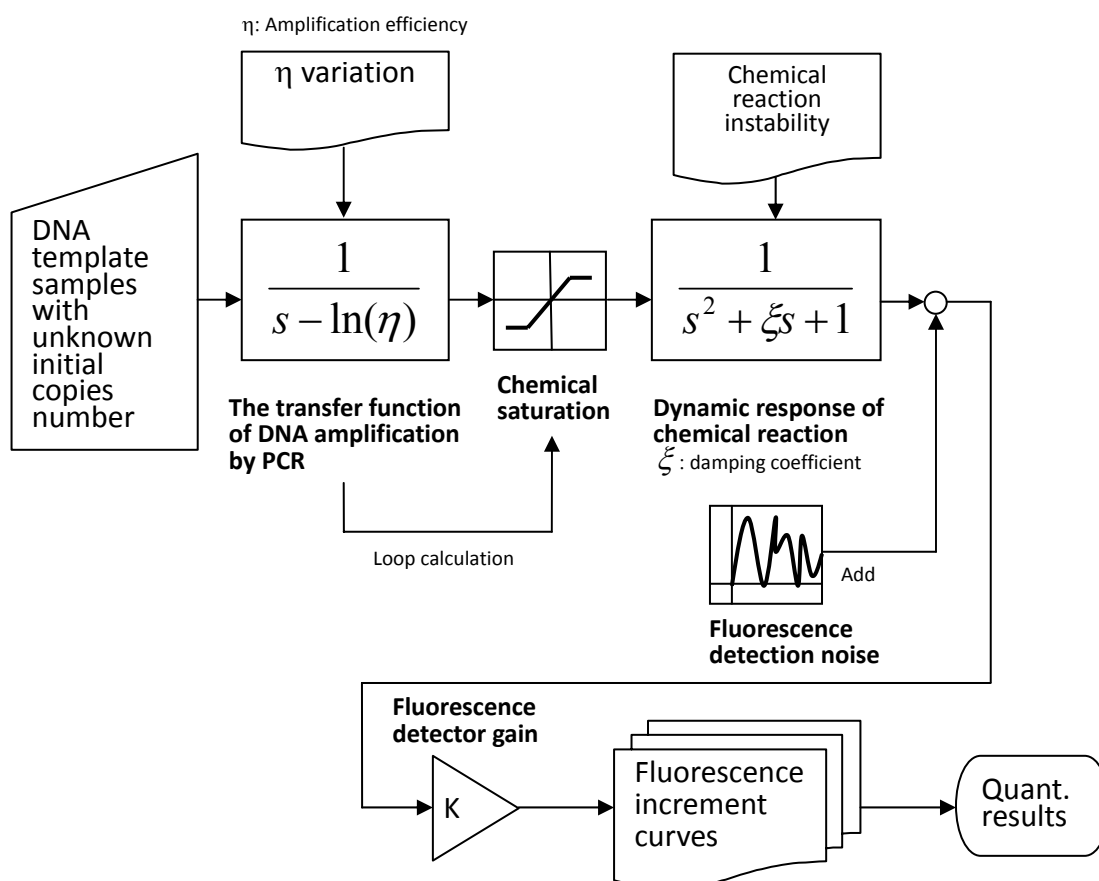 η: Amplification efficiency
η variation
Chemical
reaction
instability
DNA
template
samples
with
unknown
initial
copies
number
1
s − ln(η)
1
s² + ξs + 1
Chemical
saturation
The transfer function
of DNA amplification
by PCR
Dynamic response of
chemical reaction
ξ : damping coefficient
Loop calculation
Add
Fluorescence
detection noise
Fluorescence
detector gain
K
Fluorescence
increment
curves
Quant.
results